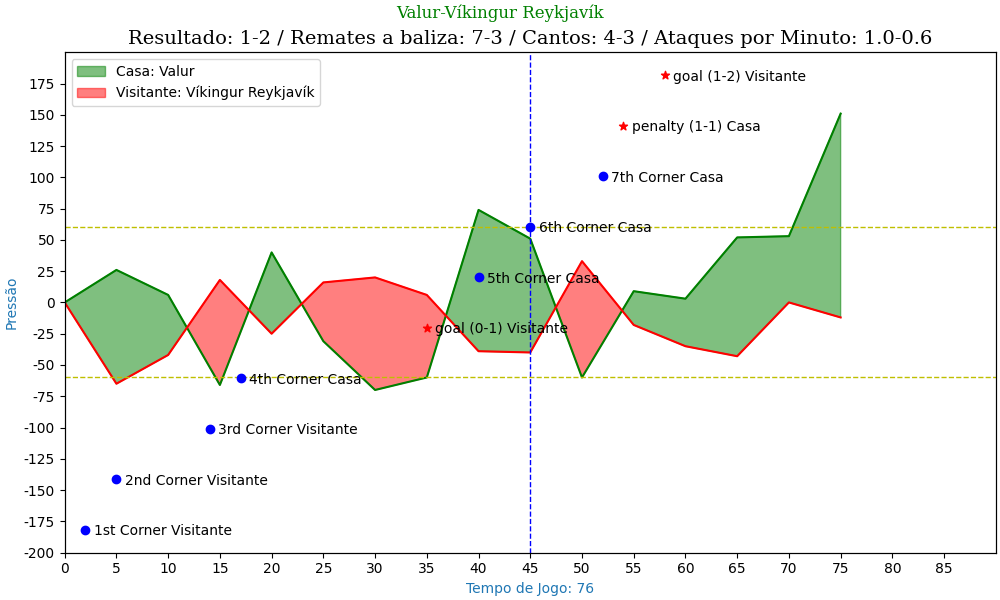 Valur-Víkingur Reykjavík
Resultado: 1-2 / Remates a baliza: 7-3 / Cantos: 4-3 / Ataques por Minuto: 1.0-0.6
Casa: Valur
Visitante: Víkingur Reykjavík
goal (1-2) Visitante
penalty (1-1) Casa
7th Corner Casa
6th Corner Casa
5th Corner Casa
goal (0-1) Visitante
4th Corner Casa
3rd Corner Visitante
2nd Corner Visitante
1st Corner Visitante
175
150
125
100
75
50
25
0
-25
-50
-75
-100
-125
-150
-175
-200
Pressão
0 5 10 15 20 25 30 35 40 45 50 55 60 65 70 75 80 85
Tempo de Jogo: 76